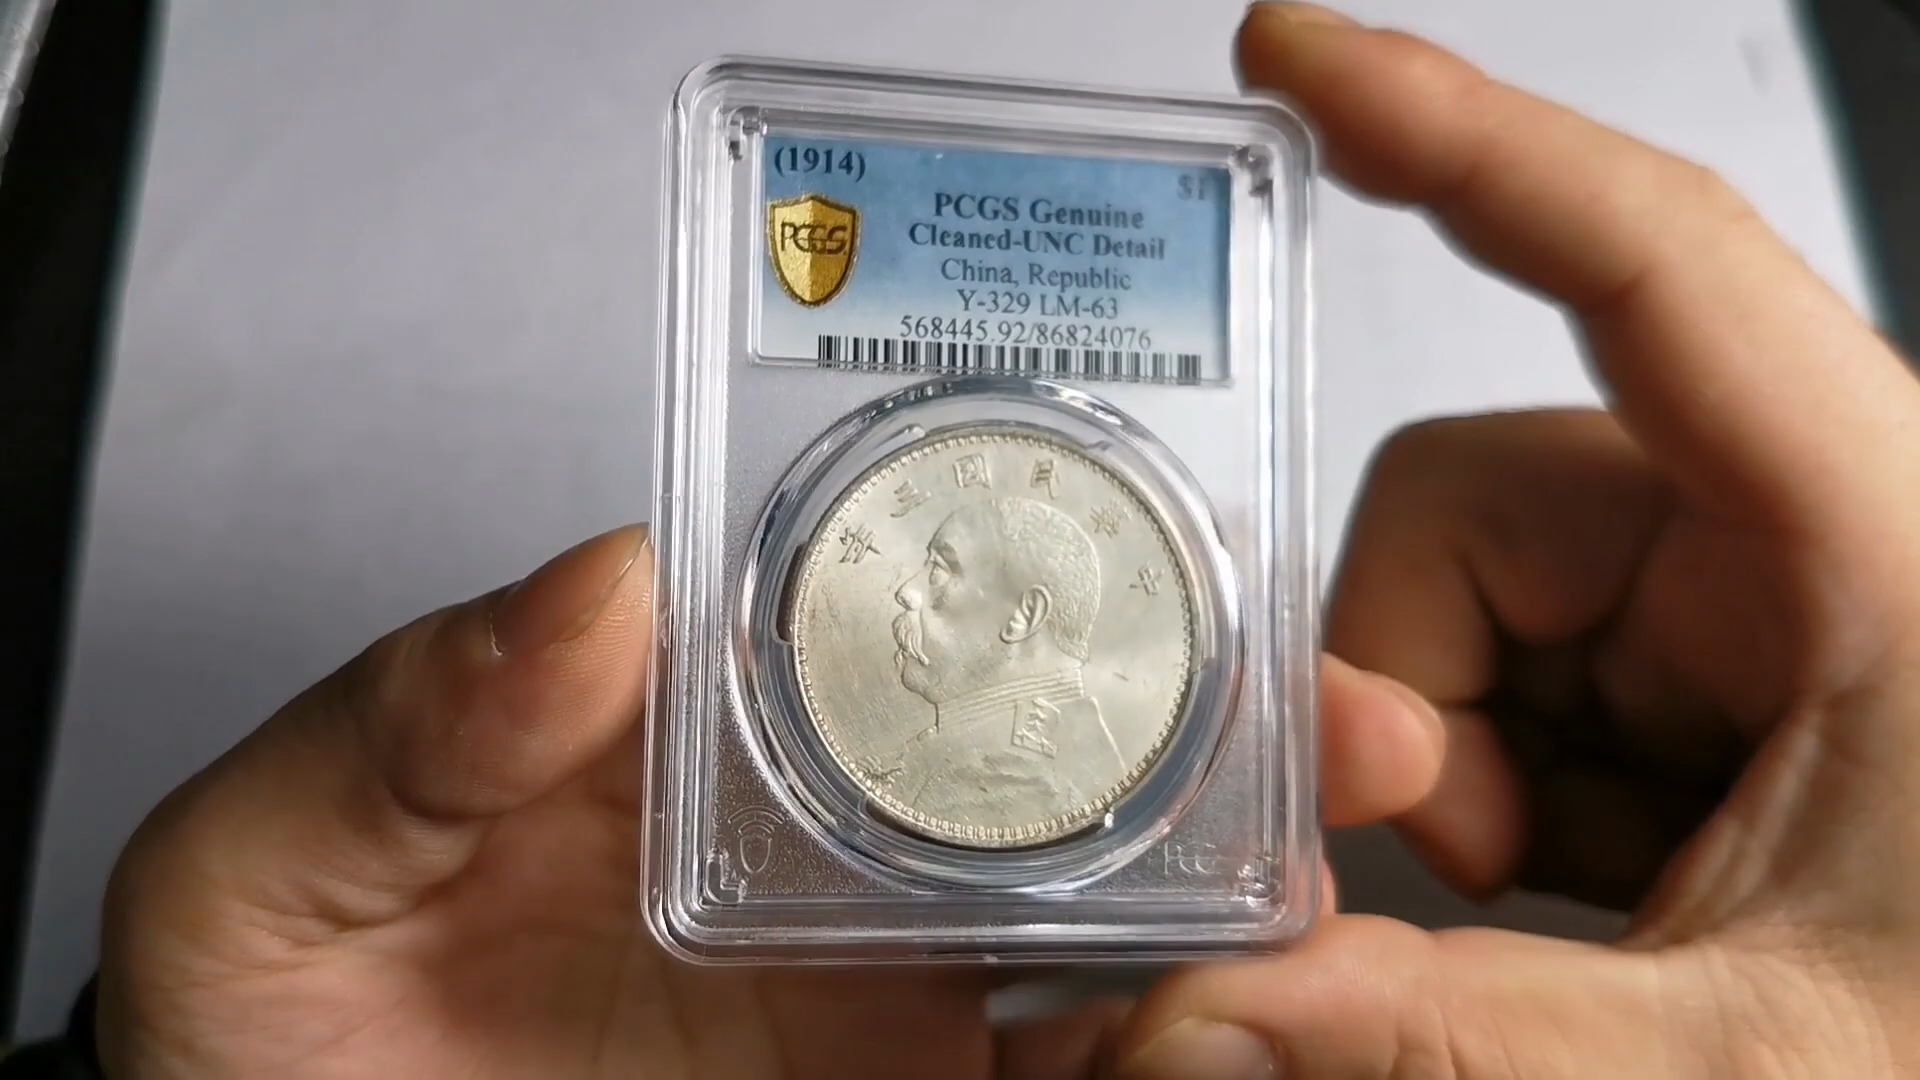 (1914)
$1
PCGS
PCGS Genuine
Cleaned-UNC Detail
China, Republic
Y-329 LM-63
568445.92/86824076
年三國民華中